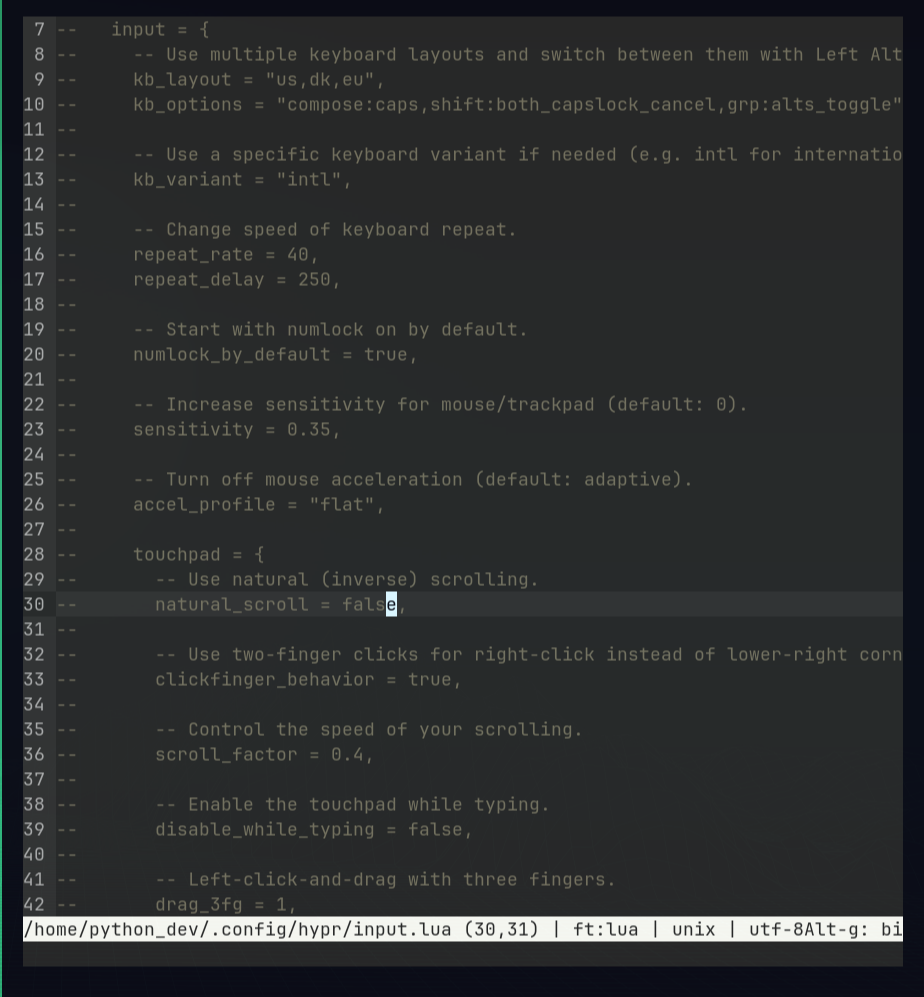 7 --   input = {
8 --     -- Use multiple keyboard layouts and switch between them with Left Alt
9 --     kb_layout = "us,dk,eu",
10 --     kb_options = "compose:caps,shift:both_capslock_cancel,grp:alts_toggle"
11 --
12 --     -- Use a specific keyboard variant if needed (e.g. intl for internatio
13 --     kb_variant = "intl",
14 --
15 --     -- Change speed of keyboard repeat.
16 --     repeat_rate = 40,
17 --     repeat_delay = 250,
18 --
19 --     -- Start with numlock on by default.
20 --     numlock_by_default = true,
21 --
22 --     -- Increase sensitivity for mouse/trackpad (default: 0).
23 --     sensitivity = 0.35,
24 --
25 --     -- Turn off mouse acceleration (default: adaptive).
26 --     accel_profile = "flat",
27 --
28 --     touchpad = {
29 --       -- Use natural (inverse) scrolling.
30 --       natural_scroll = false,
31 --
32 --       -- Use two-finger clicks for right-click instead of lower-right corn
33 --       clickfinger_behavior = true,
34 --
35 --       -- Control the speed of your scrolling.
36 --       scroll_factor = 0.4,
37 --
38 --       -- Enable the touchpad while typing.
39 --       disable_while_typing = false,
40 --
41 --       -- Left-click-and-drag with three fingers.
42 --       drag_3fg = 1,
/home/python_dev/.config/hypr/input.lua (30,31) | ft:lua | unix | utf-8Alt-g: bi